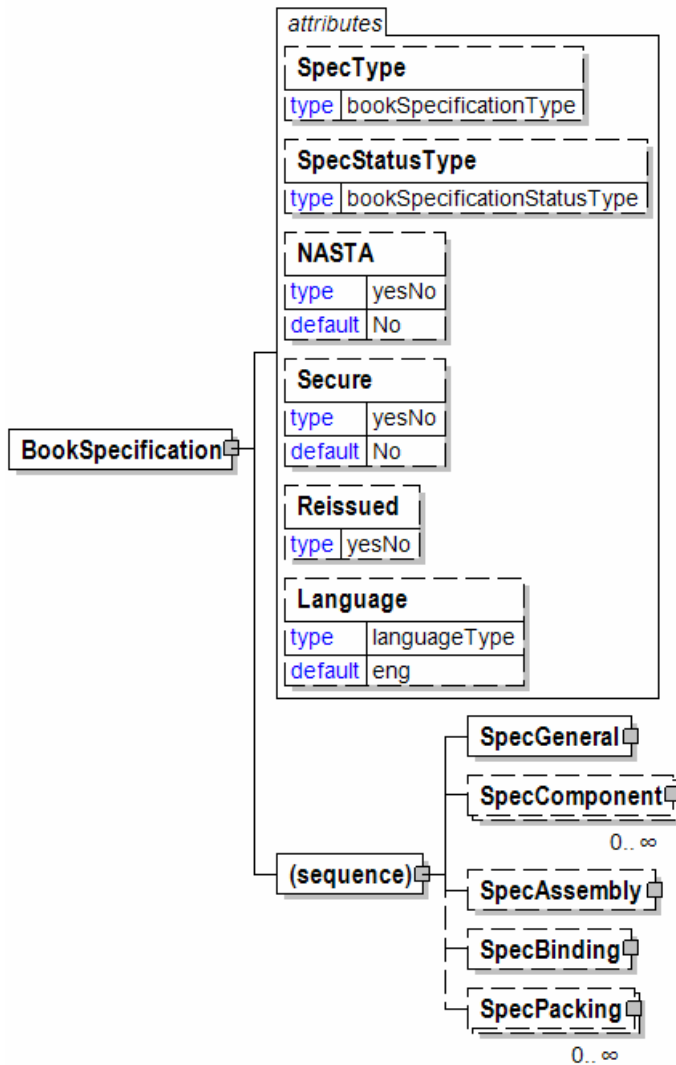 attributes
SpecType
type bookSpecificationType
SpecStatusType
type bookSpecificationStatusType
NASTA
type yesNo
default No
Secure
type yesNo
default No
Reissued
type yesNo
Language
type languageType
default eng
BookSpecification
(sequence)
SpecGeneral
SpecComponent
0.. ∞
SpecAssembly
SpecBinding
SpecPacking
0.. ∞